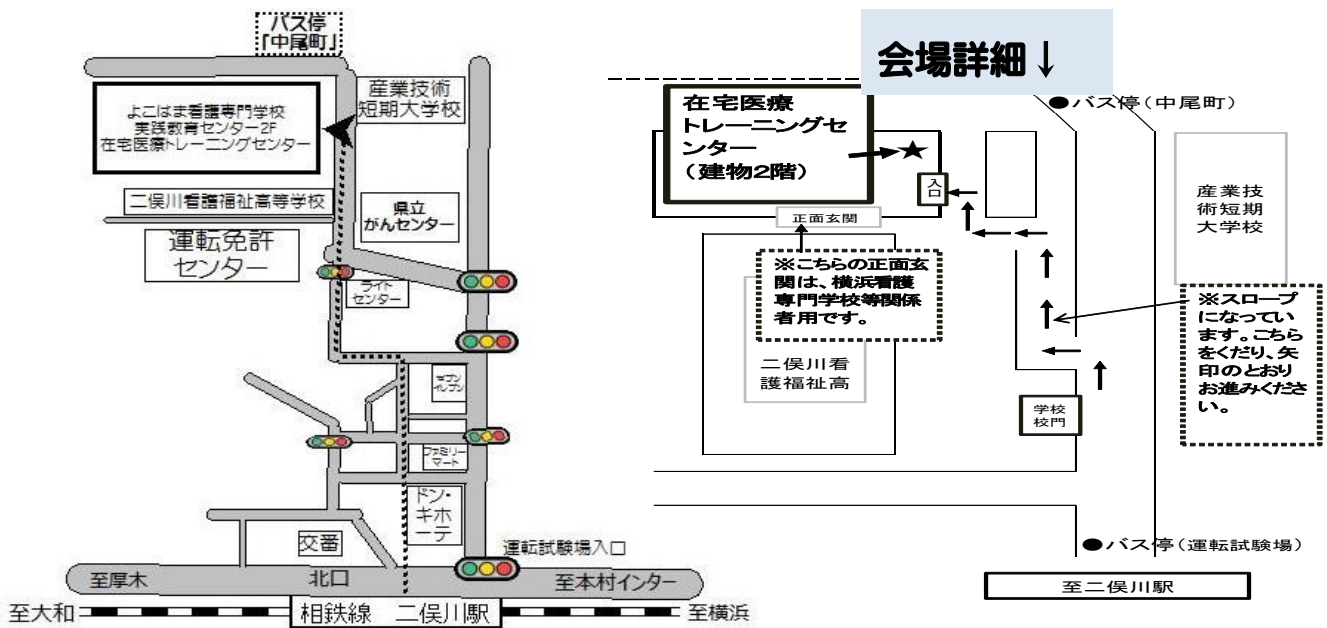 バス停
「中尾町」
産業技術
短期大学校
よこはま看護専門学校
実践教育センター2F
在宅医療トレーニングセンター
二俣川看護福祉高等学校
県立
がんセンター
運転免許
センター
ライト
センター
セブン
イレブン
ファミリー
マート
ドン・
キホ
ーテ
交番
運転試験場入口
至厚木
北口
至本村インター
至大和
相鉄線 二俣川駅
至横浜
会場詳細↓
在宅医療
トレーニングセ
ンター
(建物2階)
★
入口
正面玄関
※こちらの正面玄
関は、横浜看護
専門学校等関係
者用です。
二俣川看
護福祉高
●バス停(中尾町)
産業技
術短期
大学校
※スロープ
になってい
ます。こちら
をくだり、矢
印のとおり
お進みくださ
い。
学校
校門
●バス停(運転試験場)
至二俣川駅